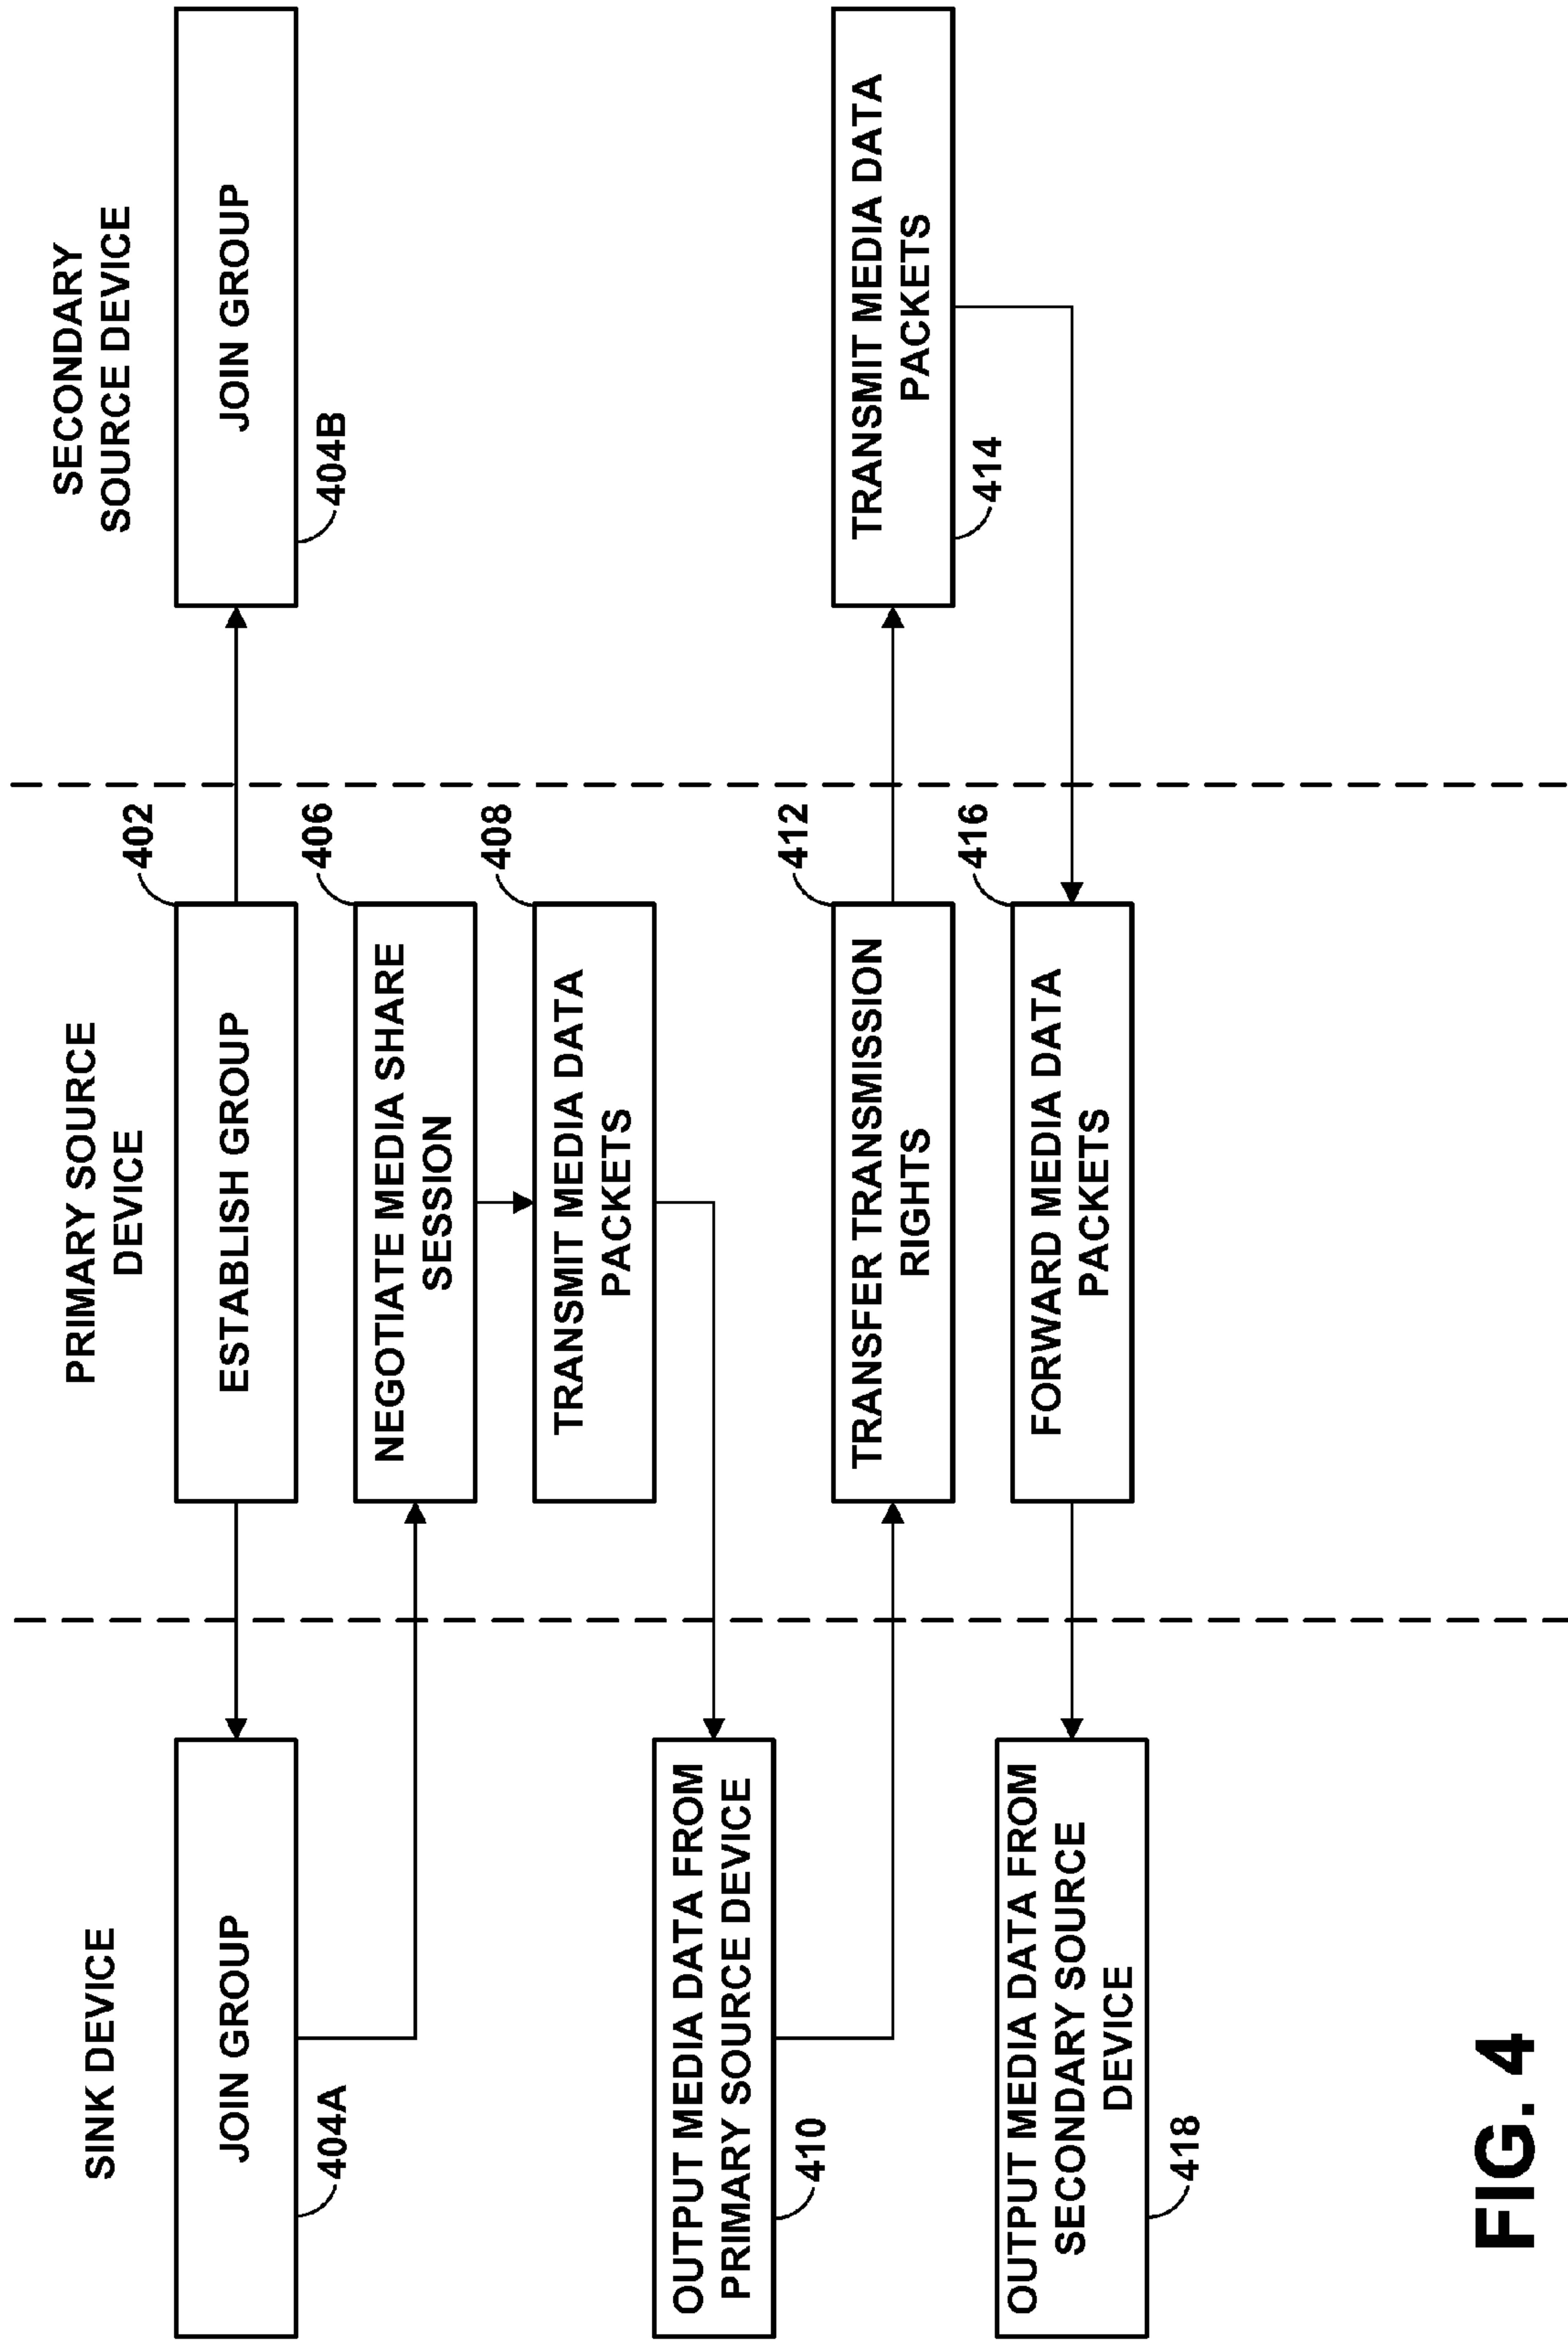 SINK DEVICE
PRIMARY SOURCE
DEVICE
SECONDARY
SOURCE DEVICE
JOIN GROUP
404A
ESTABLISH GROUP
402
JOIN GROUP
404B
NEGOTIATE MEDIA SHARE
SESSION
406
TRANSMIT MEDIA DATA
PACKETS
408
OUTPUT MEDIA DATA FROM
PRIMARY SOURCE DEVICE
410
TRANSFER TRANSMISSION
RIGHTS
412
TRANSMIT MEDIA DATA
PACKETS
414
FORWARD MEDIA DATA
PACKETS
416
OUTPUT MEDIA DATA FROM
SECONDARY SOURCE
DEVICE
418
FIG. 4